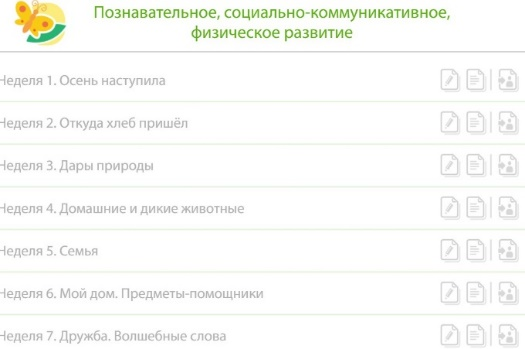 Познавательное, социально-коммуникативное,
физическое развитие
Неделя 1. Осень наступила
Неделя 2. Откуда хлеб пришёл
Неделя 3. Дары природы
Неделя 4. Домашние и дикие животные
Неделя 5. Семья
Неделя 6. Мой дом. Предметы-помощники
Неделя 7. Дружба. Волшебные слова